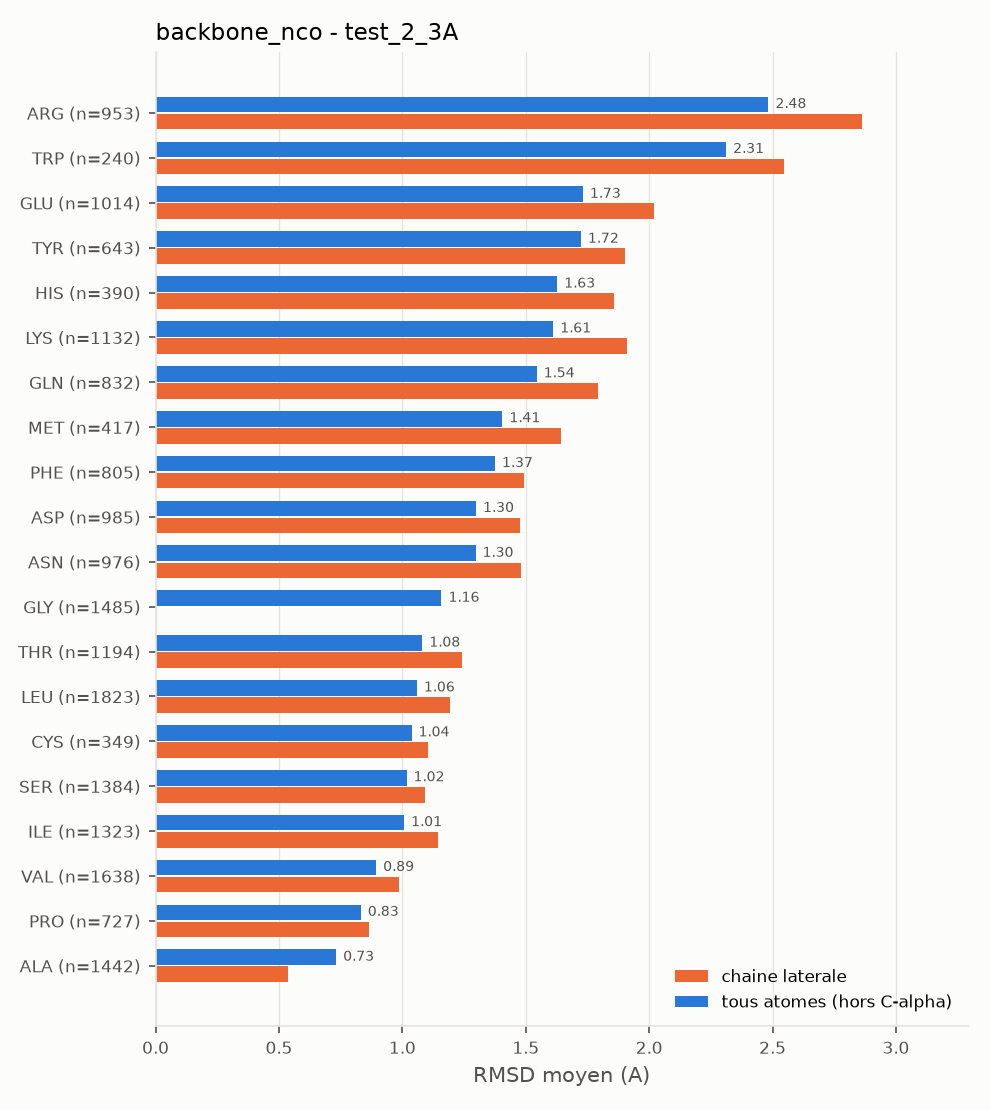 backbone_nco - test_2_3A
ARG (n=953)
2.48
TRP (n=240)
2.31
GLU (n=1014)
1.73
TYR (n=643)
1.72
HIS (n=390)
1.63
LYS (n=1132)
1.61
GLN (n=832)
1.54
MET (n=417)
1.41
PHE (n=805)
1.37
ASP (n=985)
1.30
ASN (n=976)
1.30
GLY (n=1485)
1.16
THR (n=1194)
1.08
LEU (n=1823)
1.06
CYS (n=349)
1.04
SER (n=1384)
1.02
ILE (n=1323)
1.01
VAL (n=1638)
0.89
PRO (n=727)
0.83
ALA (n=1442)
0.73
chaine laterale
tous atomes (hors C-alpha)
0.0 0.5 1.0 1.5 2.0 2.5 3.0
RMSD moyen (A)